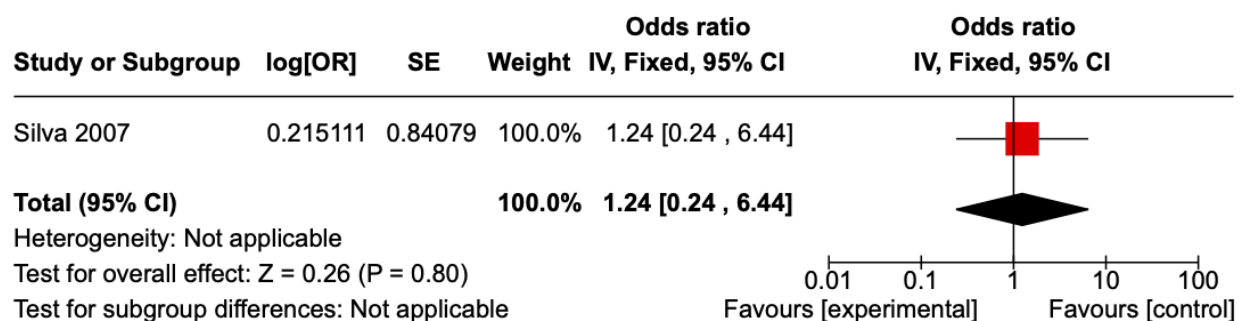 Odds ratio Odds ratio
Study or Subgroup log[OR] SE Weight IV, Fixed, 95% CI IV, Fixed, 95% CI
Silva 2007 0.215111 0.84079 100.0% 1.24 [0.24 , 6.44]
Total (95% CI) 100.0% 1.24 [0.24 , 6.44]
Heterogeneity: Not applicable
Test for overall effect: Z = 0.26 (P = 0.80) 0.01 0.1 1 10 100
Test for subgroup differences: Not applicable Favours [experimental] Favours [control]